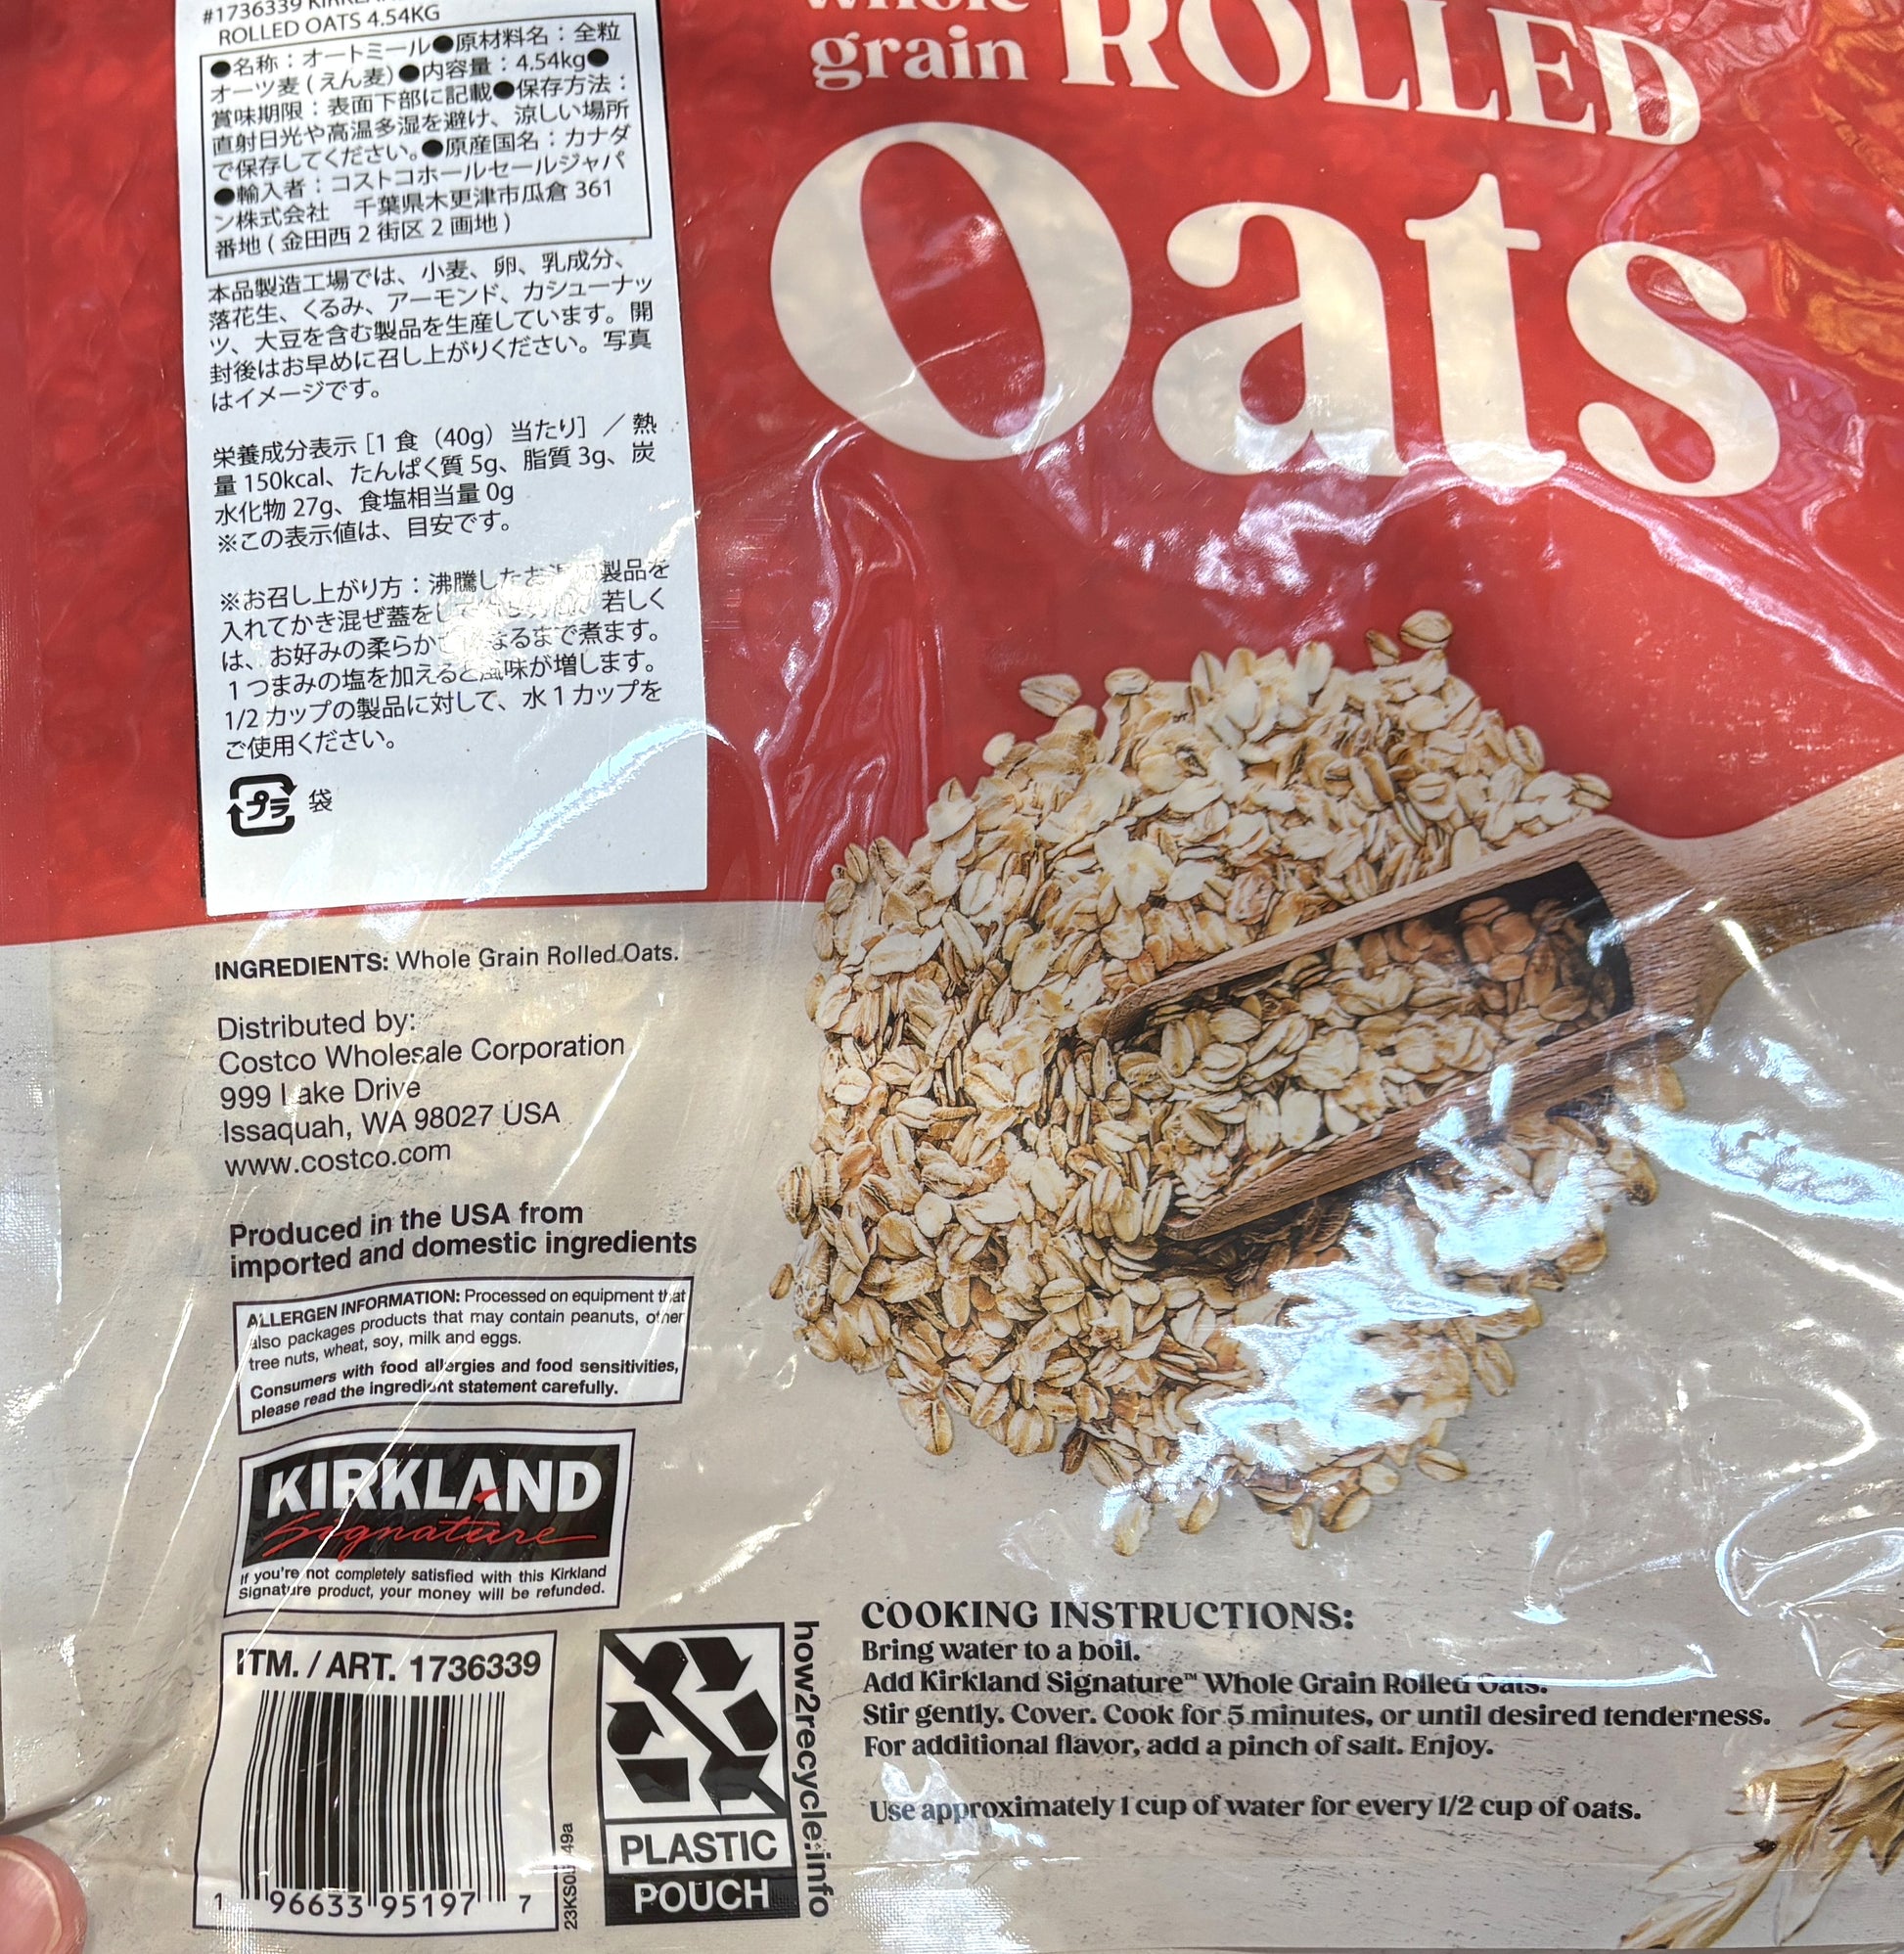 #1736339
ROLLED OATS 4.54KG
●名称：オートミール●原材料名：全粒
オーツ麦 ( えん麦 ) ●内容量：4.54kg●
賞味期限：表面下部に記載●保存方法：
直射日光や高温多湿を避け、涼しい場所
で保存してください。●原産国名：カナダ
●輸入者：コストコホールセールジャパ
ン株式会社　千葉県木更津市瓜倉 361
番地 ( 金田西 2 街区 2 画地 )
本品製造工場では、小麦、卵、乳成分、
落花生、くるみ、アーモンド、カシューナッ
ツ、大豆を含む製品を生産しています。開
封後はお早めに召し上がりください。写真
はイメージです。
栄養成分表示［1 食（40g）当たり］／熱
量 150kcal、たんぱく質 5g、脂質 3g、炭
水化物 27g、食塩相当量 0g
※この表示値は、目安です。
※お召し上がり方：沸騰したお 製品を
入れてかき混ぜ蓋をして 若しく
は、お好みの柔らか なるまで煮ます。
1 つまみの塩を加えると風味が増します。
1/2 カップの製品に対して、水 1 カップを
ご使用ください。
プラ 袋
whole
grain ROLLED
Oats
INGREDIENTS: Whole Grain Rolled Oats.
Distributed by:
Costco Wholesale Corporation
999 Lake Drive
Issaquah, WA 98027 USA
www.costco.com
Produced in the USA from
imported and domestic ingredients
ALLERGEN INFORMATION: Processed on equipment that
also packages products that may contain peanuts, other
tree nuts, wheat, soy, milk and eggs.
Consumers with food allergies and food sensitivities,
please read the ingredient statement carefully.
KIRKLAND
Signature
If you're not completely satisfied with this Kirkland
Signature product, your money will be refunded.
ITM. / ART. 1736339
1 96633 95197 7
PLASTIC
POUCH
how2recycle.info
COOKING INSTRUCTIONS:
Bring water to a boil.
Add Kirkland Signature™ Whole Grain Rolled Oats.
Stir gently. Cover. Cook for 5 minutes, or until desired tenderness.
For additional flavor, add a pinch of salt. Enjoy.
Use approximately 1 cup of water for every 1/2 cup of oats.